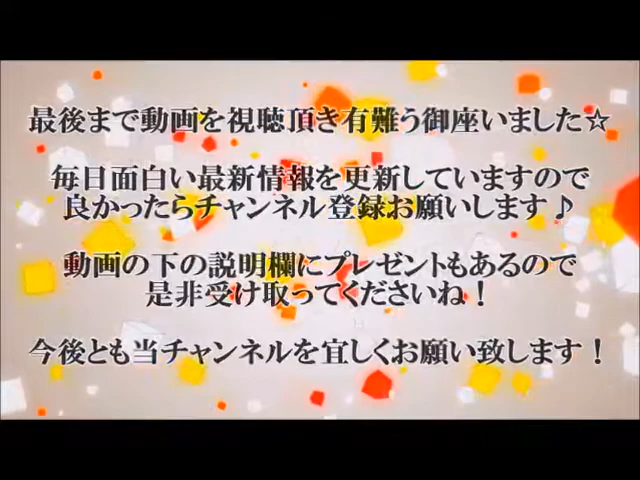 最後まで動画を視聴頂き有難う御座いました☆
毎日面白い最新情報を更新していますので
良かったらチャンネル登録お願いします♪
動画の下の説明欄にプレゼントもあるので
是非受け取ってくださいね！
今後とも当チャンネルを宜しくお願い致します！